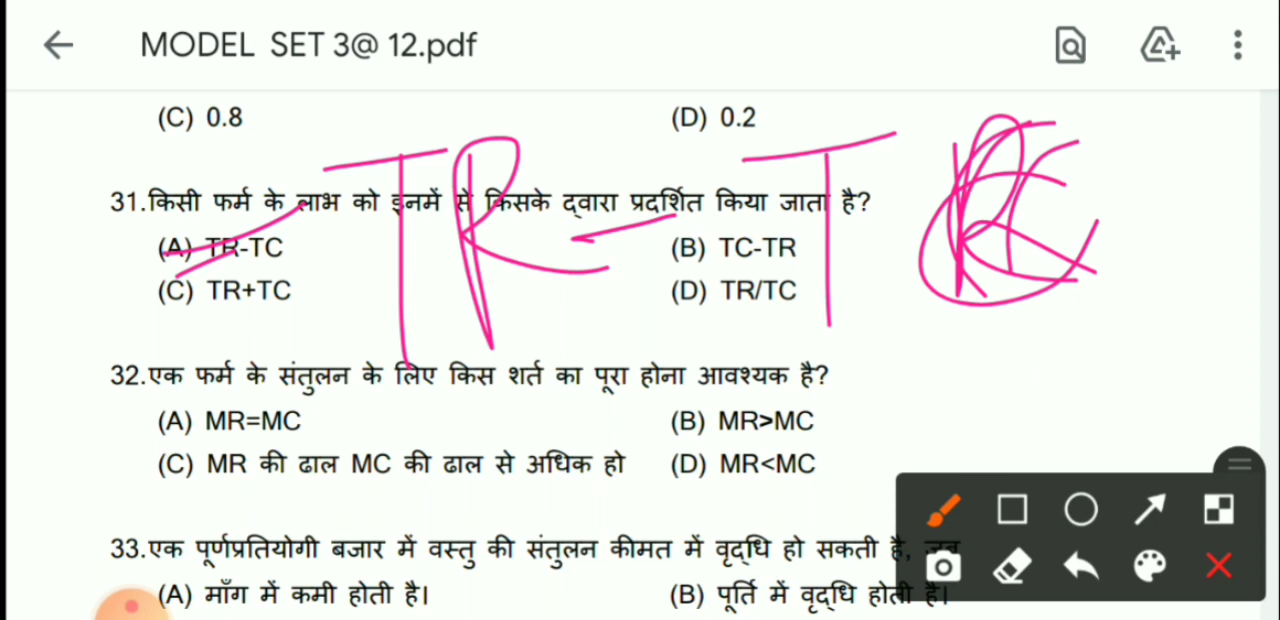 MODEL SET 3@ 12.pdf
(C) 0.8 (D) 0.2
TR - T
31.किसी फर्म के लाभ को इनमें से किसके द्वारा प्रदर्शित किया जाता है?
(A) TR-TC (B) TC-TR
(C) TR+TC (D) TR/TC
32.एक फर्म के संतुलन के लिए किस शर्त का पूरा होना आवश्यक है?
(A) MR=MC (B) MR>MC
(C) MR की ढाल MC की ढाल से अधिक हो (D) MR<MC
33.एक पूर्णप्रतियोगी बजार में वस्तु की संतुलन कीमत में वृद्धि हो सकती है, जब
(A) माँग में कमी होती है। (B) पूर्ति में वृद्धि होती है।